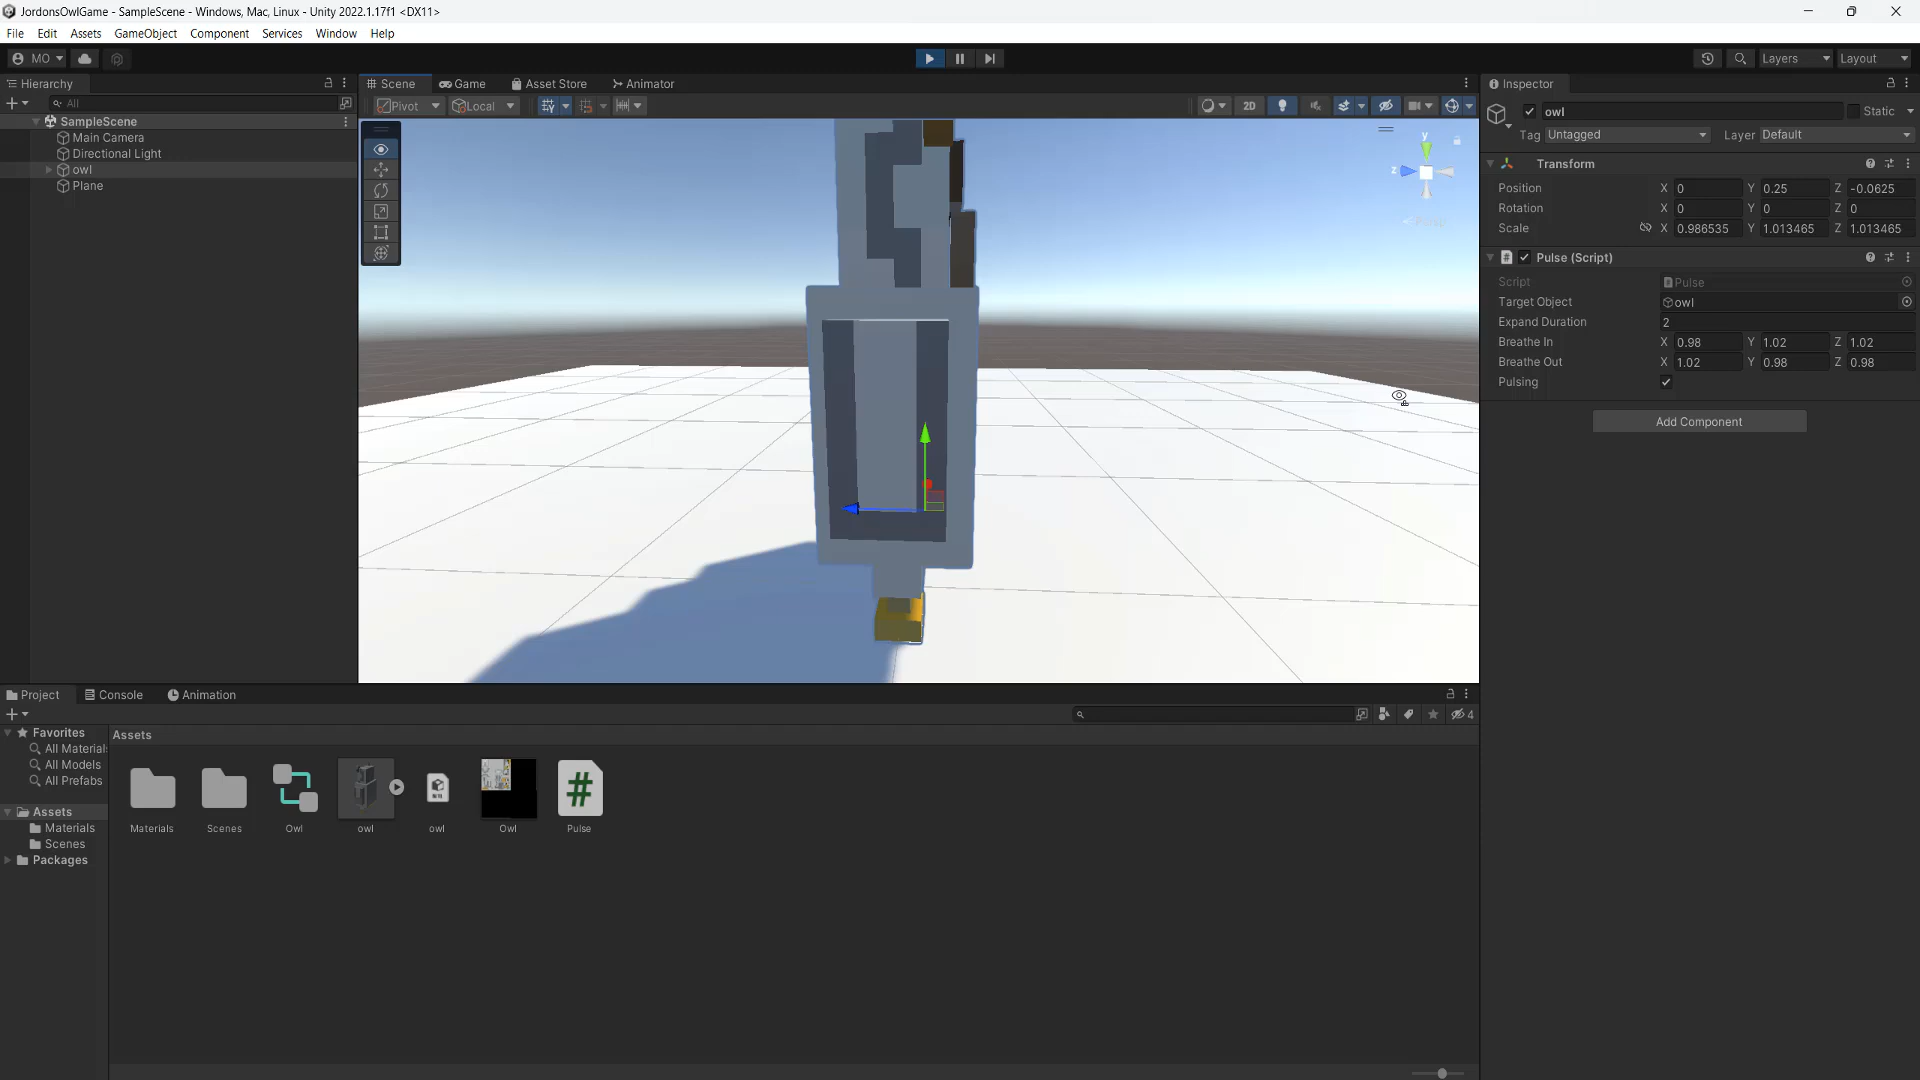 JordonsOwlGame - SampleScene - Windows, Mac, Linux - Unity 2022.1.17f1 <DX11>
File Edit Assets GameObject Component Services Window Help
MO
Layers
Layout
Hierarchy
All
SampleScene
Main Camera
Directional Light
owl
Plane
Scene
Game
Asset Store
Animator
Pivot
Local
2D
y
z
Inspector
owl
Static
Tag Untagged
Layer Default
Transform
Position X 0 Y 0.25 Z -0.0625
Rotation X 0 Y 0 Z 0
Scale X 0.986535 Y 1.013465 Z 1.013465
Pulse (Script)
Script Pulse
Target Object owl
Expand Duration 2
Breathe In X 0.98 Y 1.02 Z 1.02
Breathe Out X 1.02 Y 0.98 Z 0.98
Pulsing
Add Component
Project
Console
Animation
4
Favorites
All Material
All Models
All Prefabs
Assets
Materials
Scenes
Packages
Assets
Materials
Scenes
Owl
owl
owl
Owl
Pulse